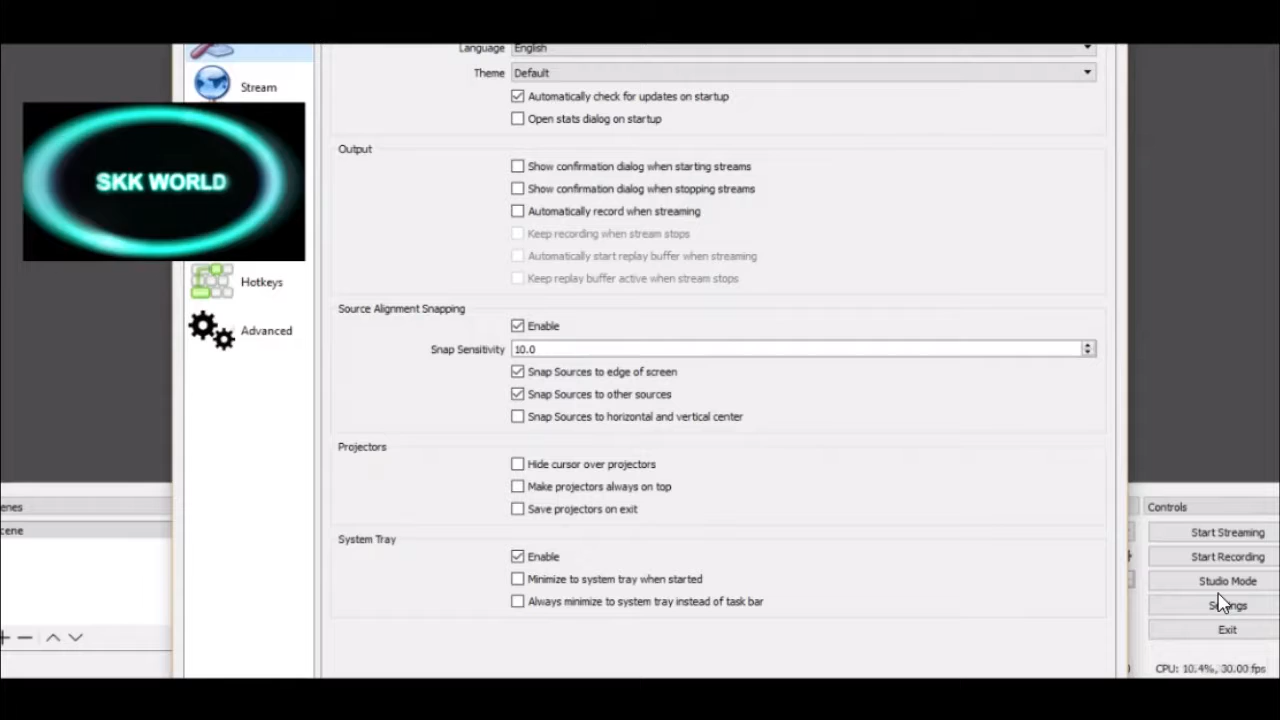 Language English
Theme Default
Stream
Automatically check for updates on startup
Open stats dialog on startup
Output
Show confirmation dialog when starting streams
SKK WORLD
Show confirmation dialog when stopping streams
Automatically record when streaming
Keep recording when stream stops
Automatically start replay buffer when streaming
Keep replay buffer active when stream stops
Hotkeys
Source Alignment Snapping
Enable
Advanced
Snap Sensitivity 10.0
Snap Sources to edge of screen
Snap Sources to other sources
Snap Sources to horizontal and vertical center
Projectors
Hide cursor over projectors
Make projectors always on top
Save projectors on exit
enes
Controls
cene
Start Streaming
System Tray
Enable
Start Recording
Minimize to system tray when started
Studio Mode
Always minimize to system tray instead of task bar
Settings
Exit
CPU: 10.4%, 30.00 fps